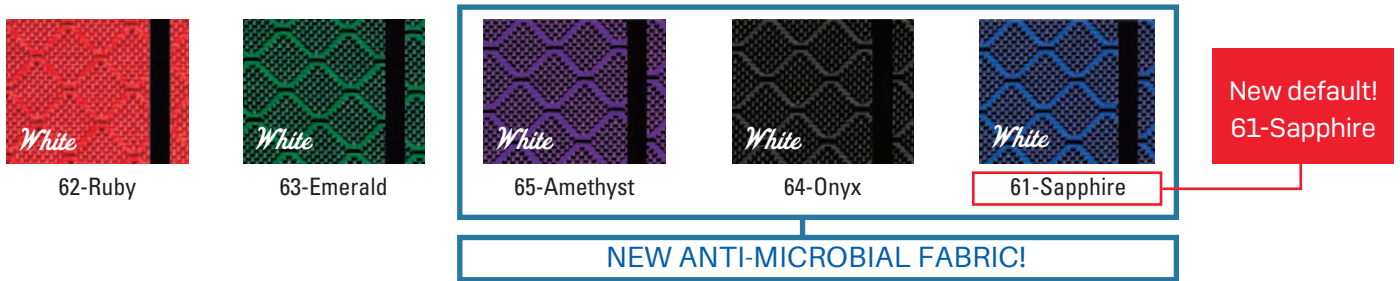 White
White
White
White
White
62-Ruby
63-Emerald
65-Amethyst
64-Onyx
61-Sapphire
New default!
61-Sapphire
NEW ANTI-MICROBIAL FABRIC!